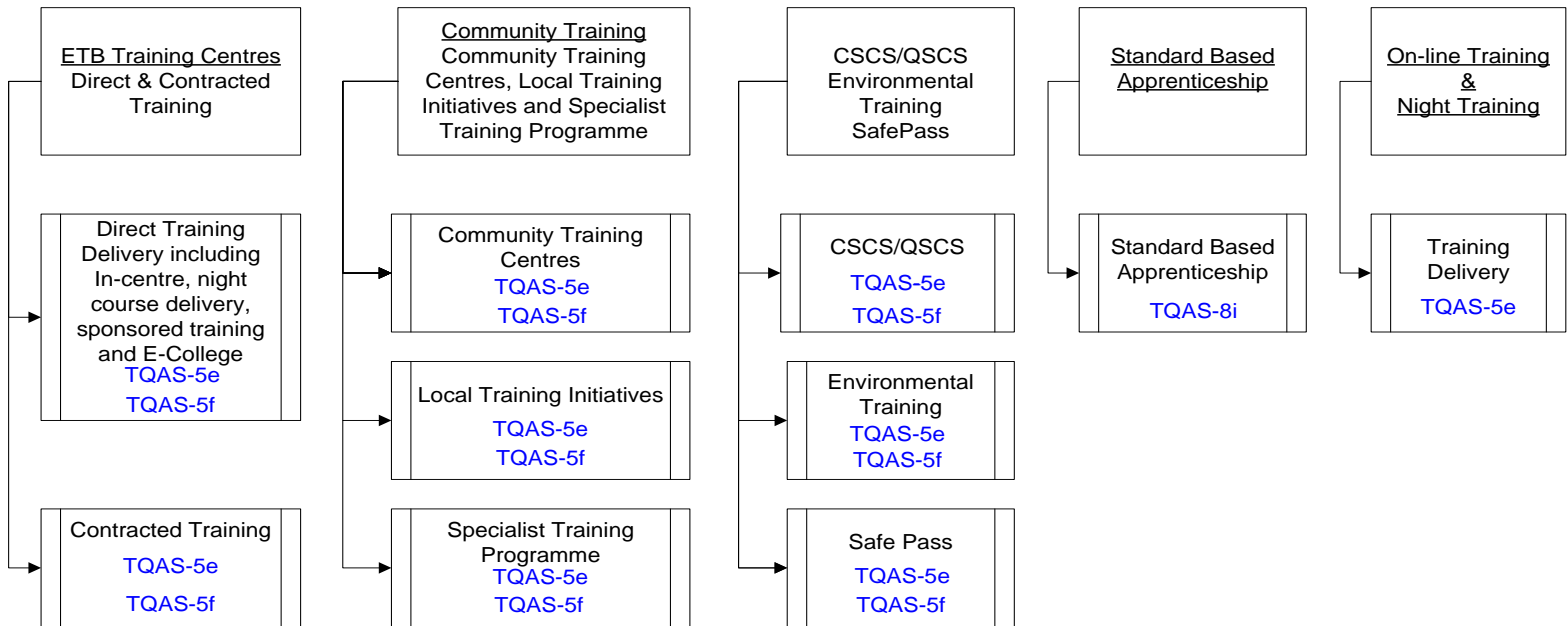 ETB Training Centres
Direct & Contracted
Training
Community Training
Community Training
Centres, Local Training
Initiatives and Specialist
Training Programme
CSCS/QSCS
Environmental
Training
SafePass
Standard Based
Apprenticeship
On-line Training
&
Night Training
Direct Training
Delivery including
In-centre, night
course delivery,
sponsored training
and E-College
TQAS-5e
TQAS-5f
Community Training
Centres
TQAS-5e
TQAS-5f
CSCS/QSCS
TQAS-5e
TQAS-5f
Standard Based
Apprenticeship
TQAS-8i
Training
Delivery
TQAS-5e
Local Training Initiatives
TQAS-5e
TQAS-5f
Environmental
Training
TQAS-5e
TQAS-5f
Contracted Training
TQAS-5e
TQAS-5f
Specialist Training
Programme
TQAS-5e
TQAS-5f
Safe Pass
TQAS-5e
TQAS-5f